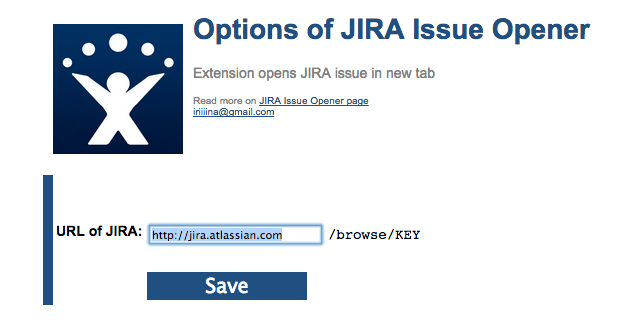 Options of JIRA Issue Opener
Extension opens JIRA issue in new tab
Read more on JIRA Issue Opener page
iriiiina@gmail.com
URL of JIRA: http://jira.atlassian.com /browse/KEY
Save